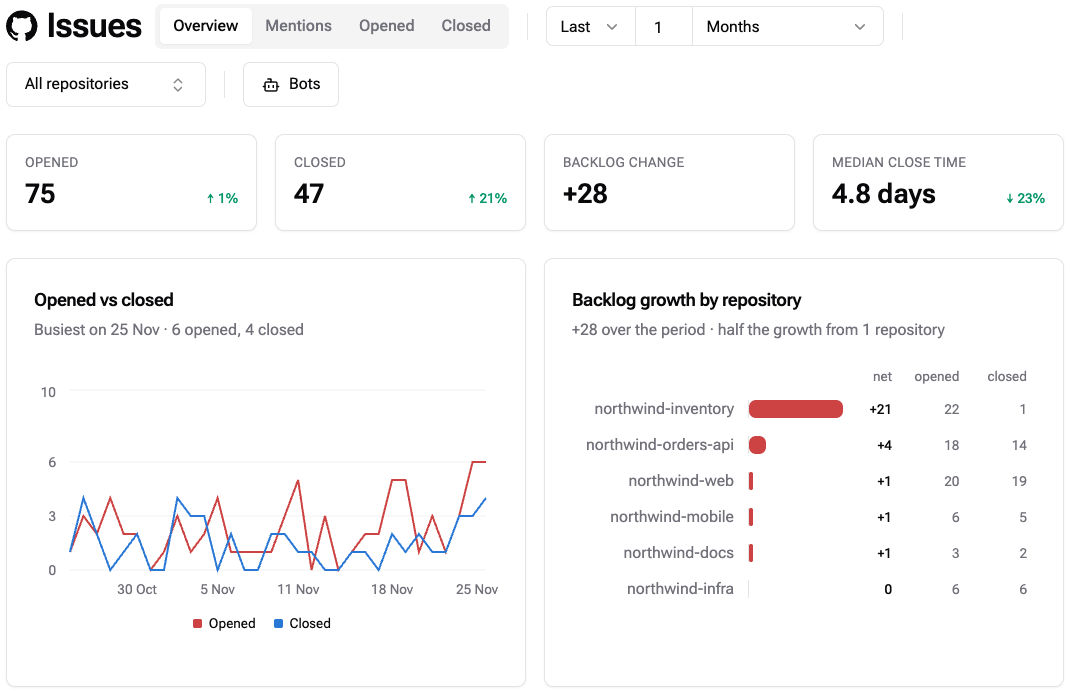 Issues
Overview Mentions Opened Closed
Last 1 Months
All repositories
Bots
OPENED
75
↑ 1%
CLOSED
47
↑ 21%
BACKLOG CHANGE
+28
MEDIAN CLOSE TIME
4.8 days
↓ 23%
Opened vs closed
Busiest on 25 Nov · 6 opened, 4 closed
10
6
3
0
30 Oct 5 Nov 11 Nov 18 Nov 25 Nov
Opened Closed
Backlog growth by repository
+28 over the period · half the growth from 1 repository
net opened closed
northwind-inventory +21 22 1
northwind-orders-api +4 18 14
northwind-web +1 20 19
northwind-mobile +1 6 5
northwind-docs +1 3 2
northwind-infra 0 6 6